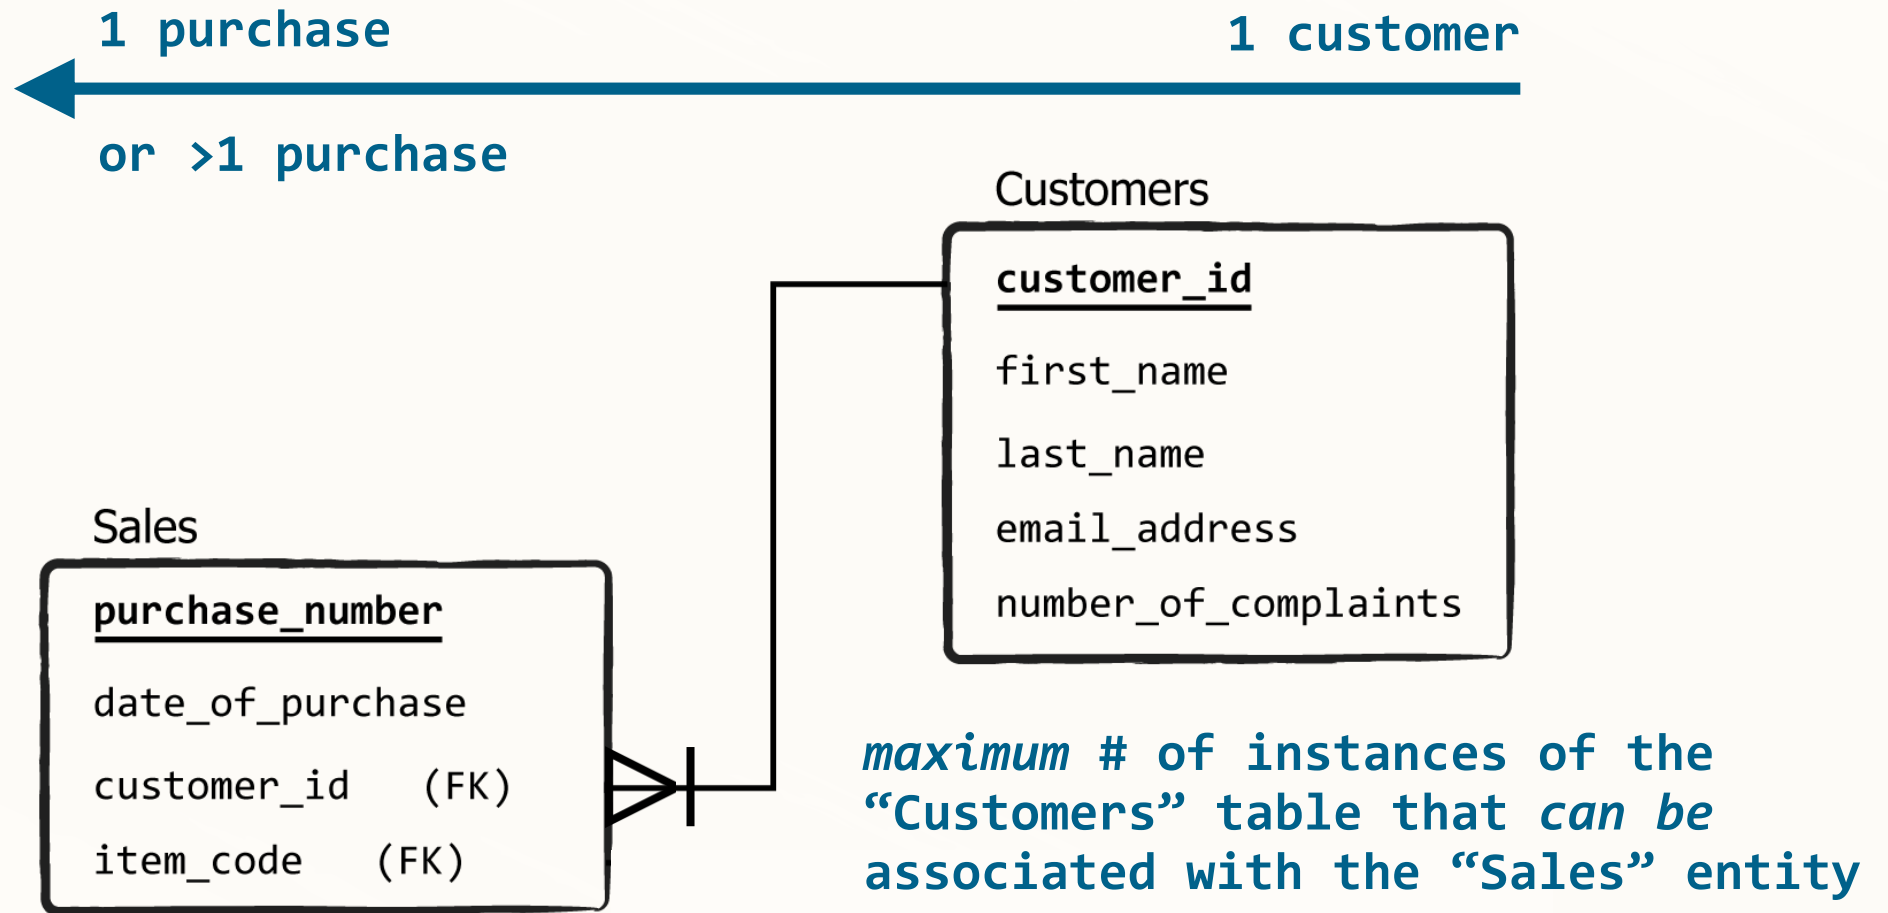 1 purchase
1 customer
or >1 purchase
Customers
customer_id
first_name
last_name
email_address
number_of_complaints
Sales
purchase_number
date_of_purchase
customer_id (FK)
item_code (FK)
maximum # of instances of the
“Customers” table that can be
associated with the “Sales” entity